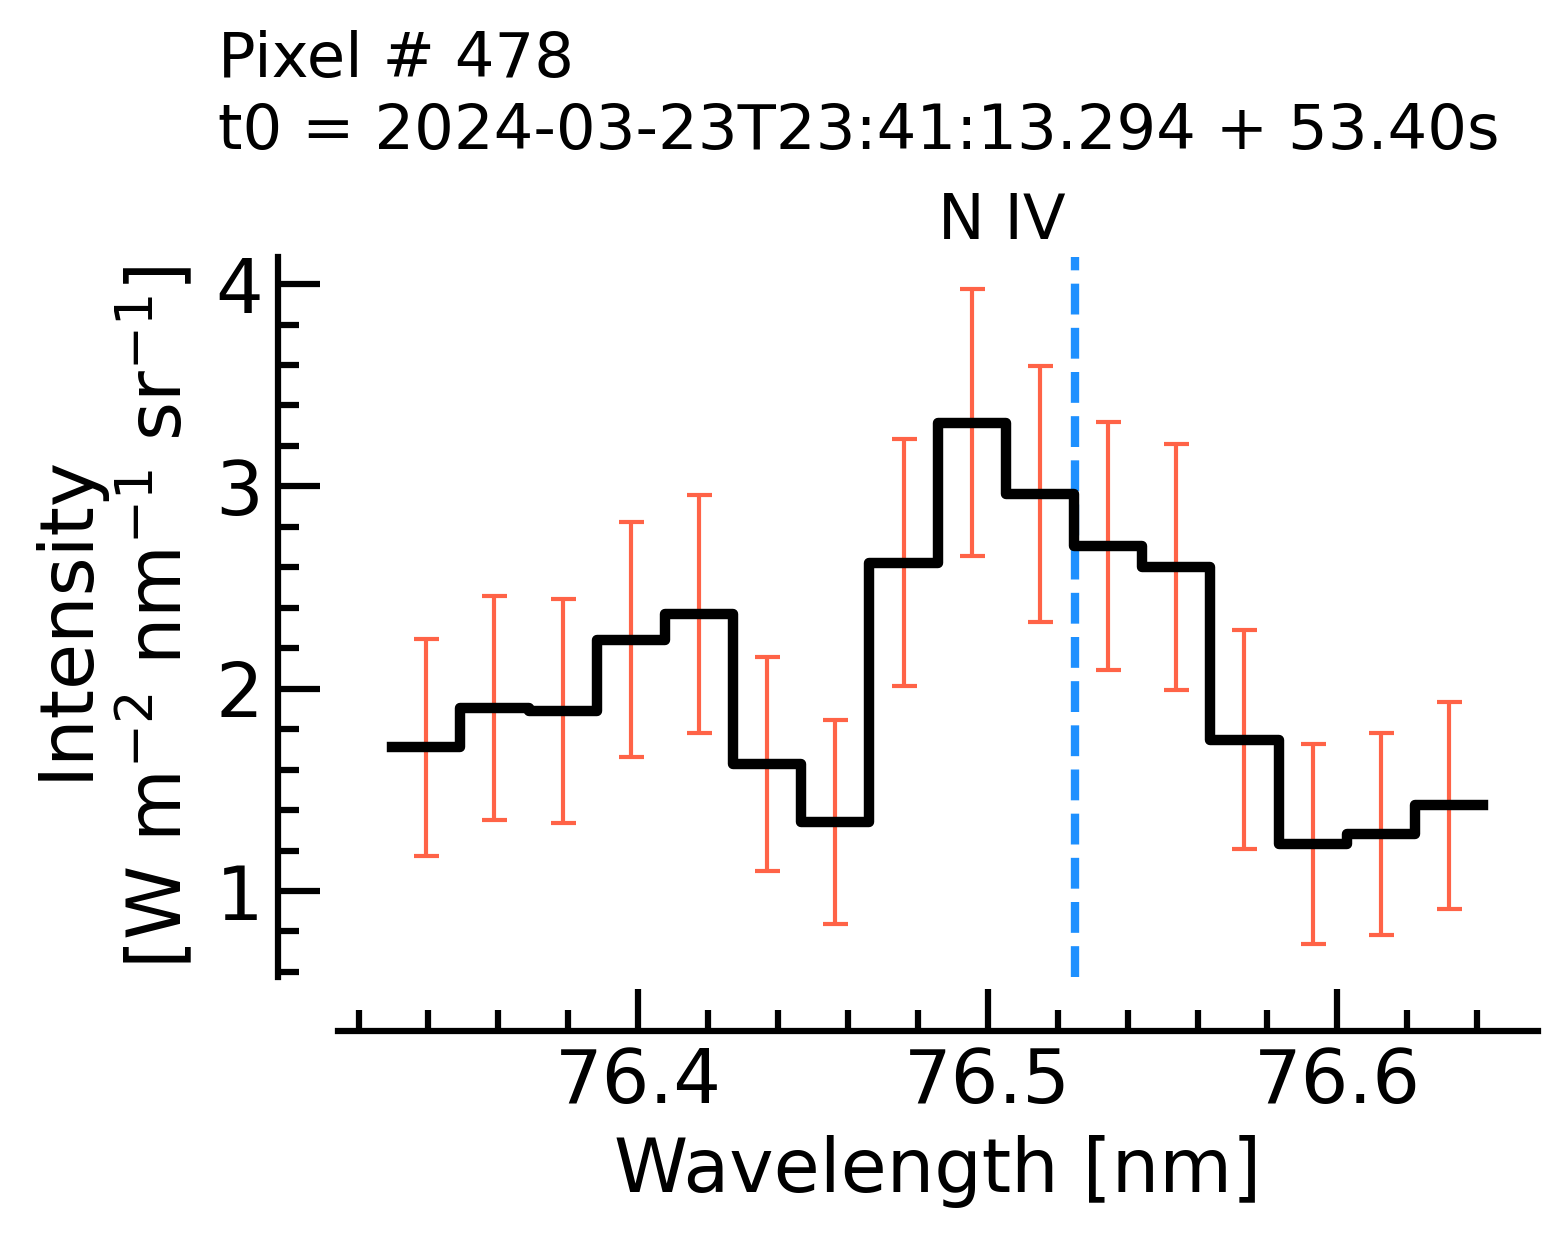 Pixel # 478
t0 = 2024-03-23T23:41:13.294 + 53.40s
N IV
Intensity
[W m⁻² nm⁻¹ sr⁻¹]
4
3
2
1
76.4 76.5 76.6
Wavelength [nm]